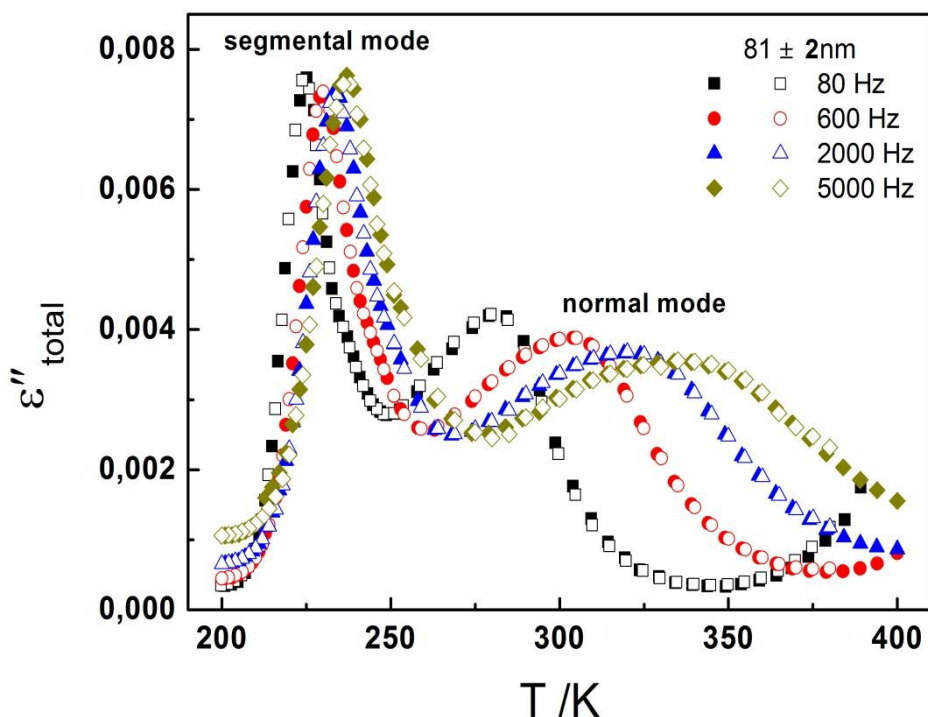 segmental mode
81 ± 2nm
80 Hz
600 Hz
2000 Hz
5000 Hz
normal mode
ε″ total
0,008
0,006
0,004
0,002
0,000
200 250 300 350 400
T /K